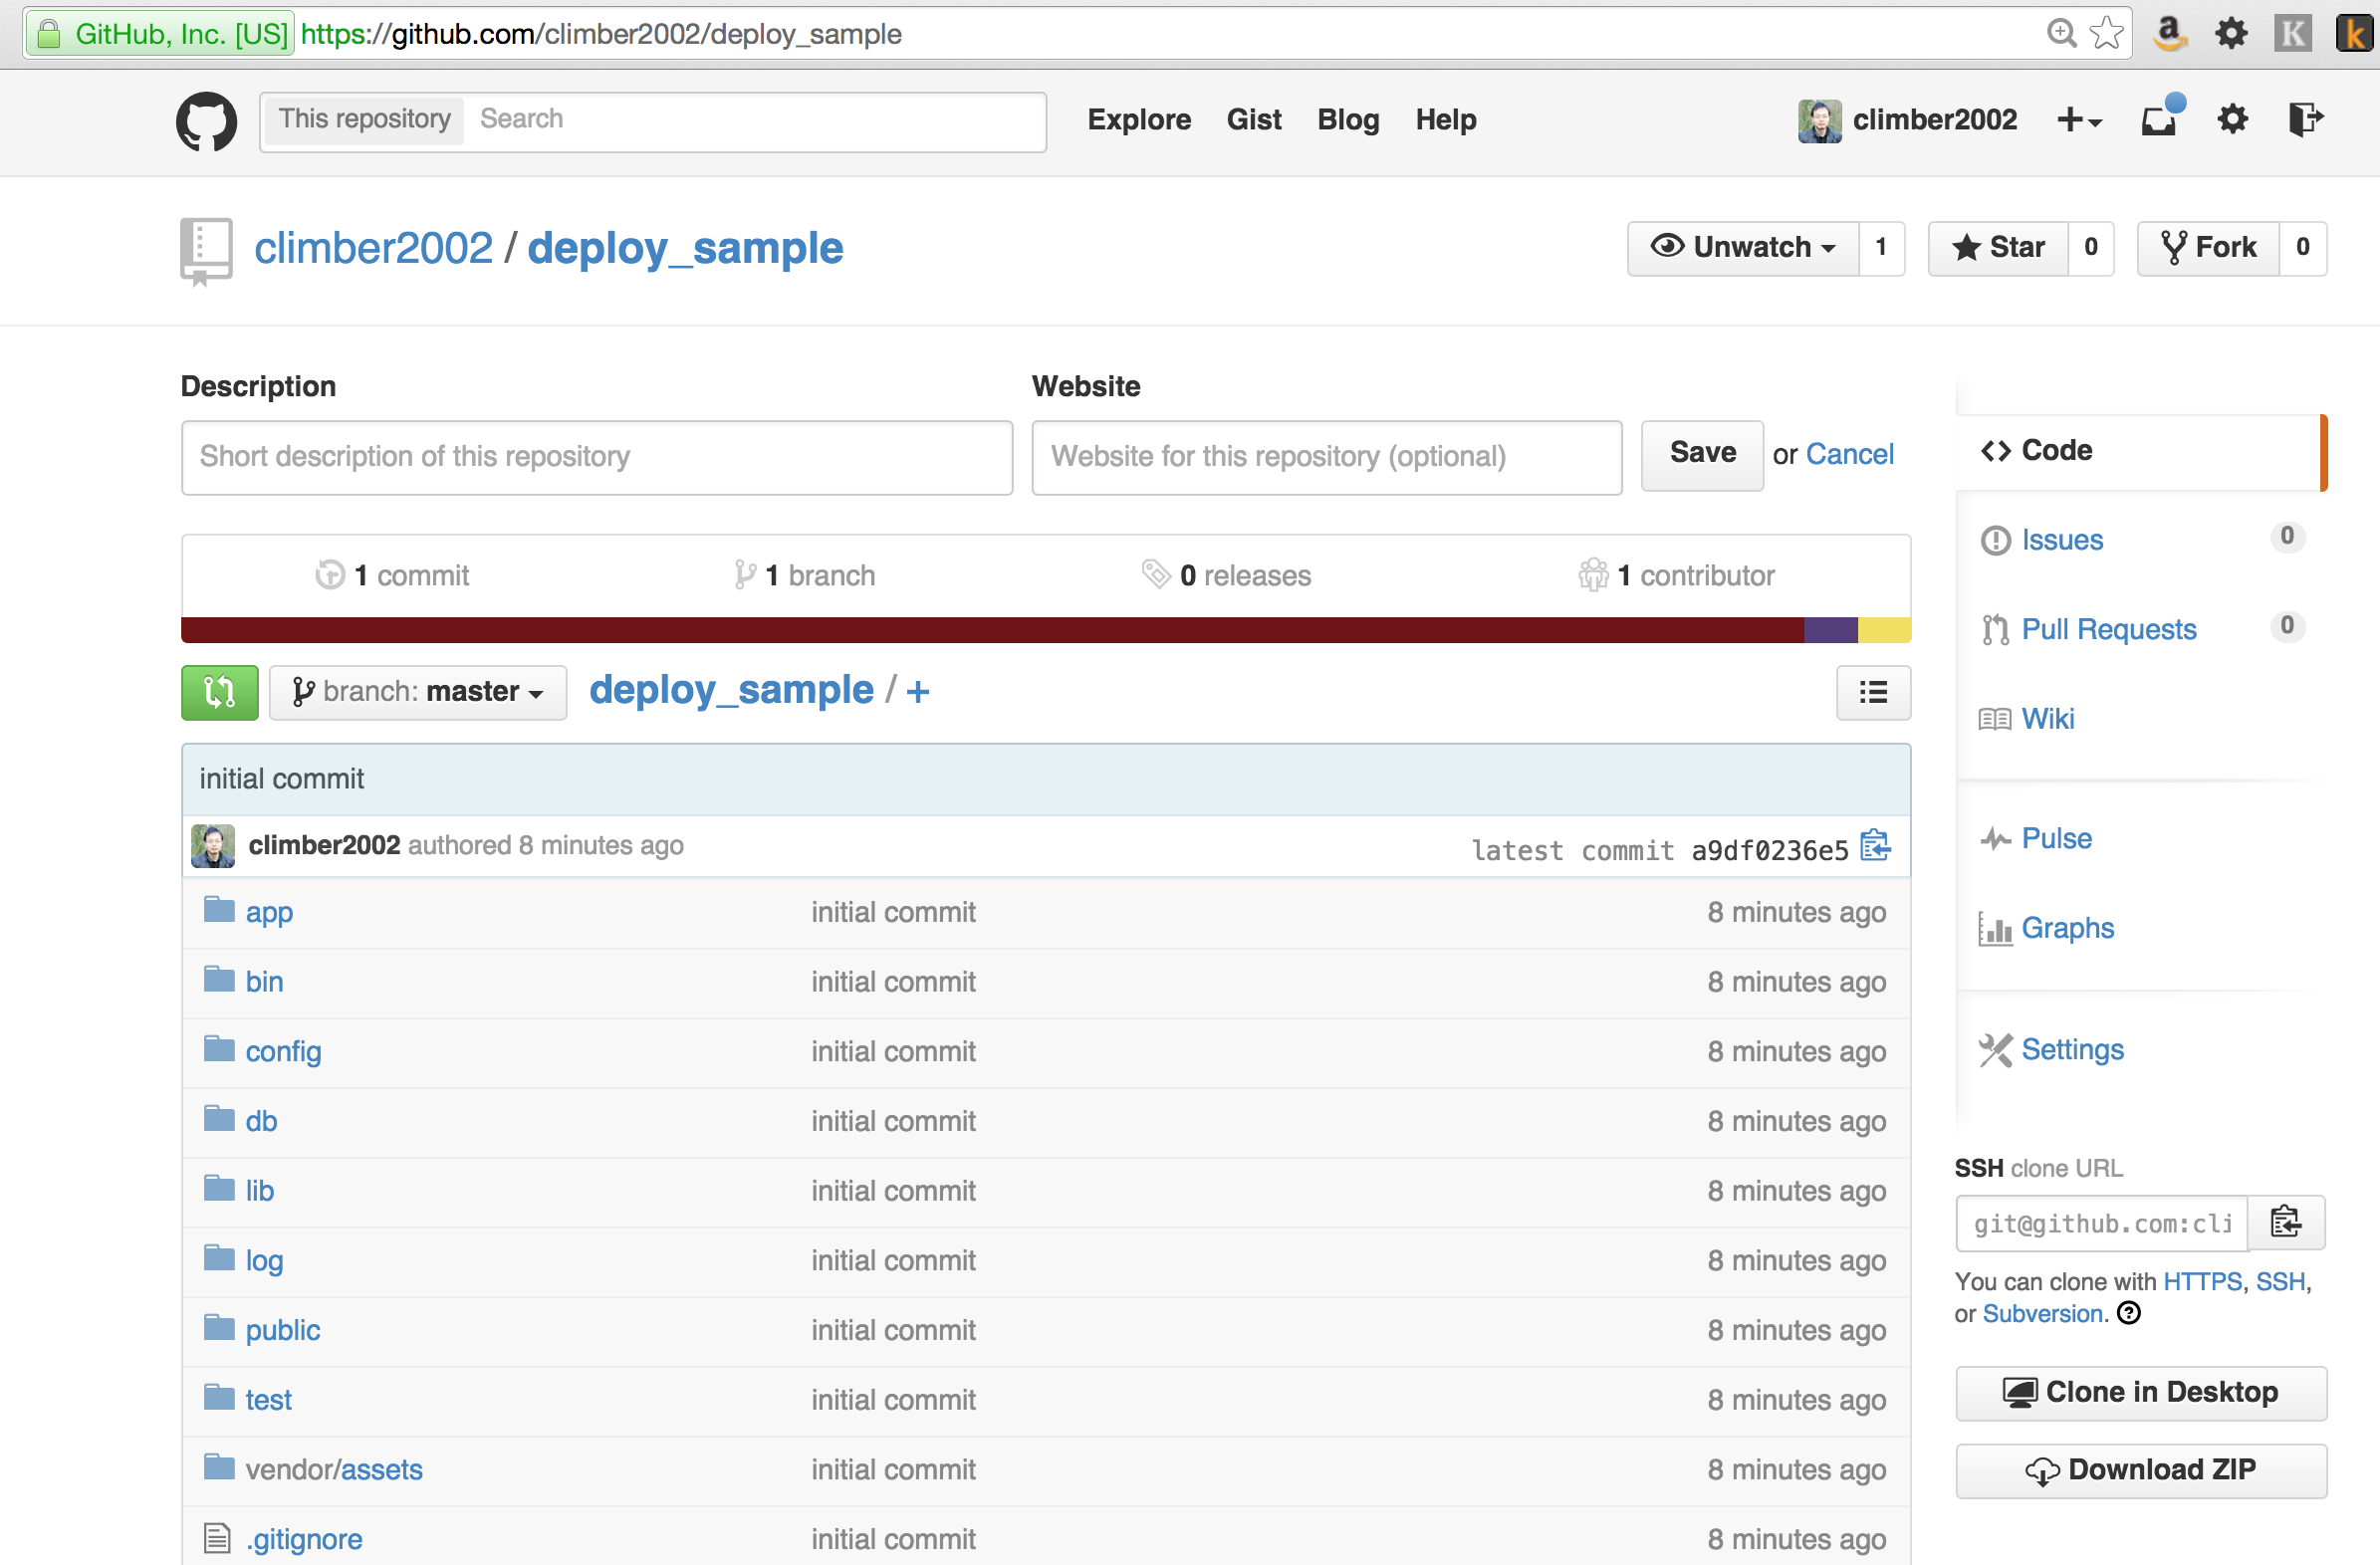 GitHub, Inc. [US] https://github.com/climber2002/deploy_sample
This repository Search Explore Gist Blog Help climber2002
climber2002 / deploy_sample Unwatch 1 Star 0 Fork 0
Description Website
Short description of this repository Website for this repository (optional) Save or Cancel
1 commit 1 branch 0 releases 1 contributor
branch: master deploy_sample / +
initial commit
climber2002 authored 8 minutes ago latest commit a9df0236e5
app initial commit 8 minutes ago
bin initial commit 8 minutes ago
config initial commit 8 minutes ago
db initial commit 8 minutes ago
lib initial commit 8 minutes ago
log initial commit 8 minutes ago
public initial commit 8 minutes ago
test initial commit 8 minutes ago
vendor/assets initial commit 8 minutes ago
.gitignore initial commit 8 minutes ago
Code
Issues 0
Pull Requests 0
Wiki
Pulse
Graphs
Settings
SSH clone URL
git@github.com:cli
You can clone with HTTPS, SSH,
or Subversion.
Clone in Desktop
Download ZIP